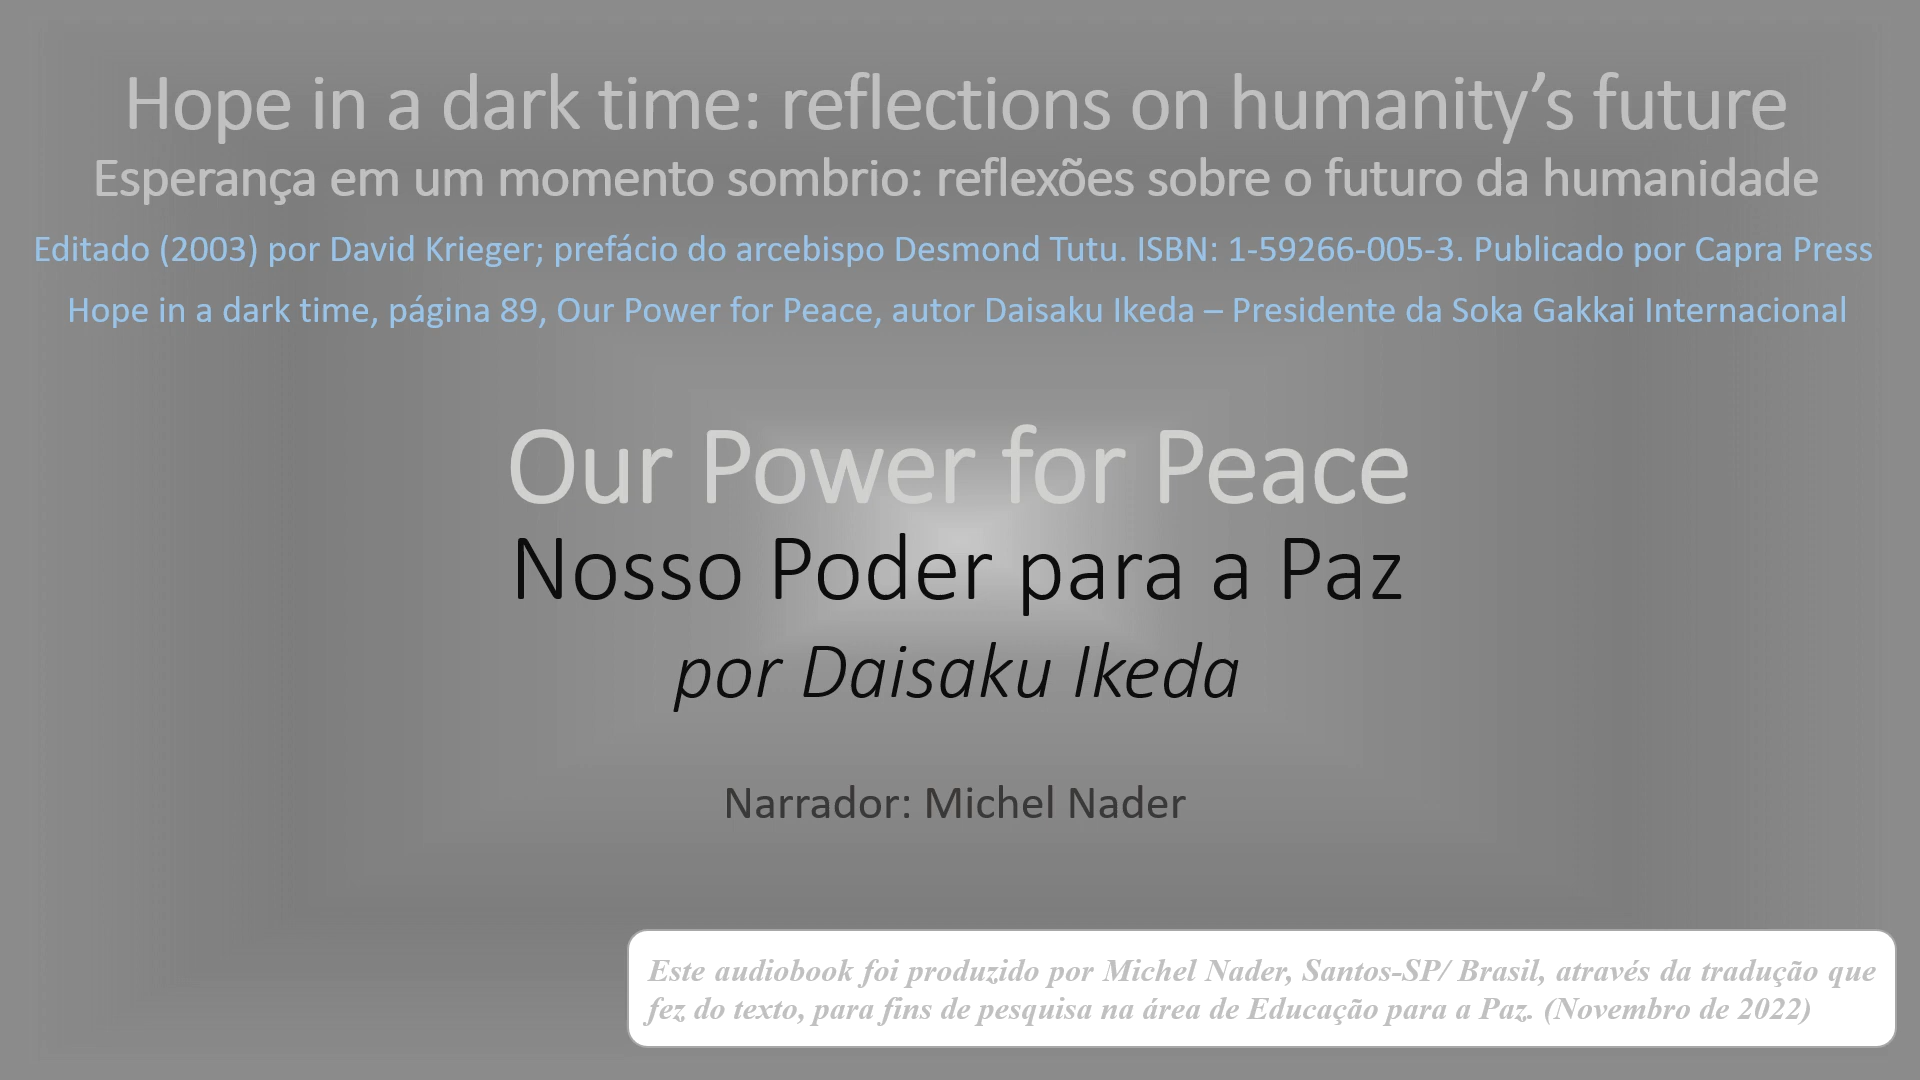 Hope in a dark time: reflections on humanity’s future
Esperança em um momento sombrio: reflexões sobre o futuro da humanidade
Editado (2003) por David Krieger; prefácio do arcebispo Desmond Tutu. ISBN: 1-59266-005-3. Publicado por Capra Press
Hope in a dark time, página 89, Our Power for Peace, autor Daisaku Ikeda – Presidente da Soka Gakkai Internacional
Our Power for Peace
Nosso Poder para a Paz
por Daisaku Ikeda
Narrador: Michel Nader
Este audiobook foi produzido por Michel Nader, Santos-SP/ Brasil, através da tradução que
fez do texto, para fins de pesquisa na área de Educação para a Paz. (Novembro de 2022)